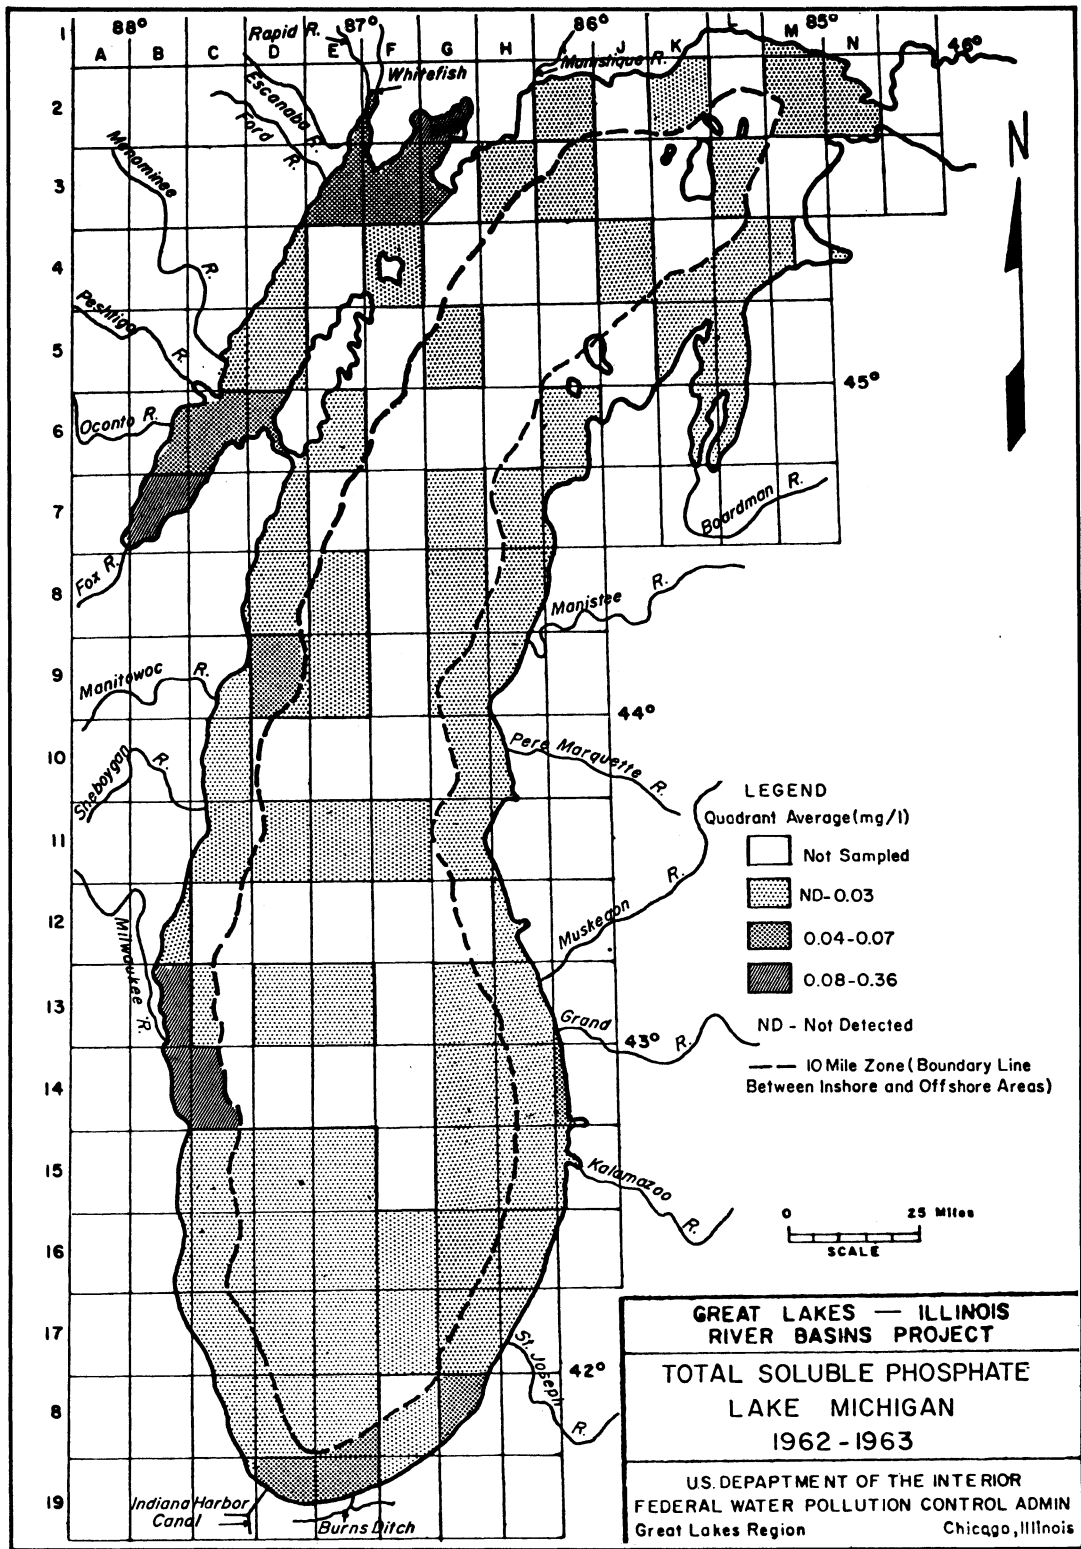 88° Rapid R. 87° 86° 85°
A B C D E F G H J K M N 46°
Whitefish
Manistique R.
Escanaba R.
Ford R.
Menominee R.
Peshtigo R.
Oconto R.
Fox R.
Boardman R.
45°
Manistee R.
Manitowoc R.
44°
Sheboygan R.
Pere Marquette R.
Milwaukee R.
Muskegon R.
Grand R.
43°
Kalamazoo R.
St. Joseph R.
42°
Indiana Harbor
Canal
Burns Ditch
1
2
3
4
5
6
7
8
9
10
11
12
13
14
15
16
17
8
19
N
LEGEND
Quadrant Average (mg/l)
Not Sampled
ND-0.03
0.04-0.07
0.08-0.36
ND - Not Detected
10 Mile Zone (Boundary Line
Between Inshore and Offshore Areas)
0 25 Miles
SCALE
GREAT LAKES — ILLINOIS
RIVER BASINS PROJECT
TOTAL SOLUBLE PHOSPHATE
LAKE MICHIGAN
1962-1963
U.S. DEPAPTMENT OF THE INTERIOR
FEDERAL WATER POLLUTION CONTROL ADMIN
Great Lakes Region Chicago, Illinois